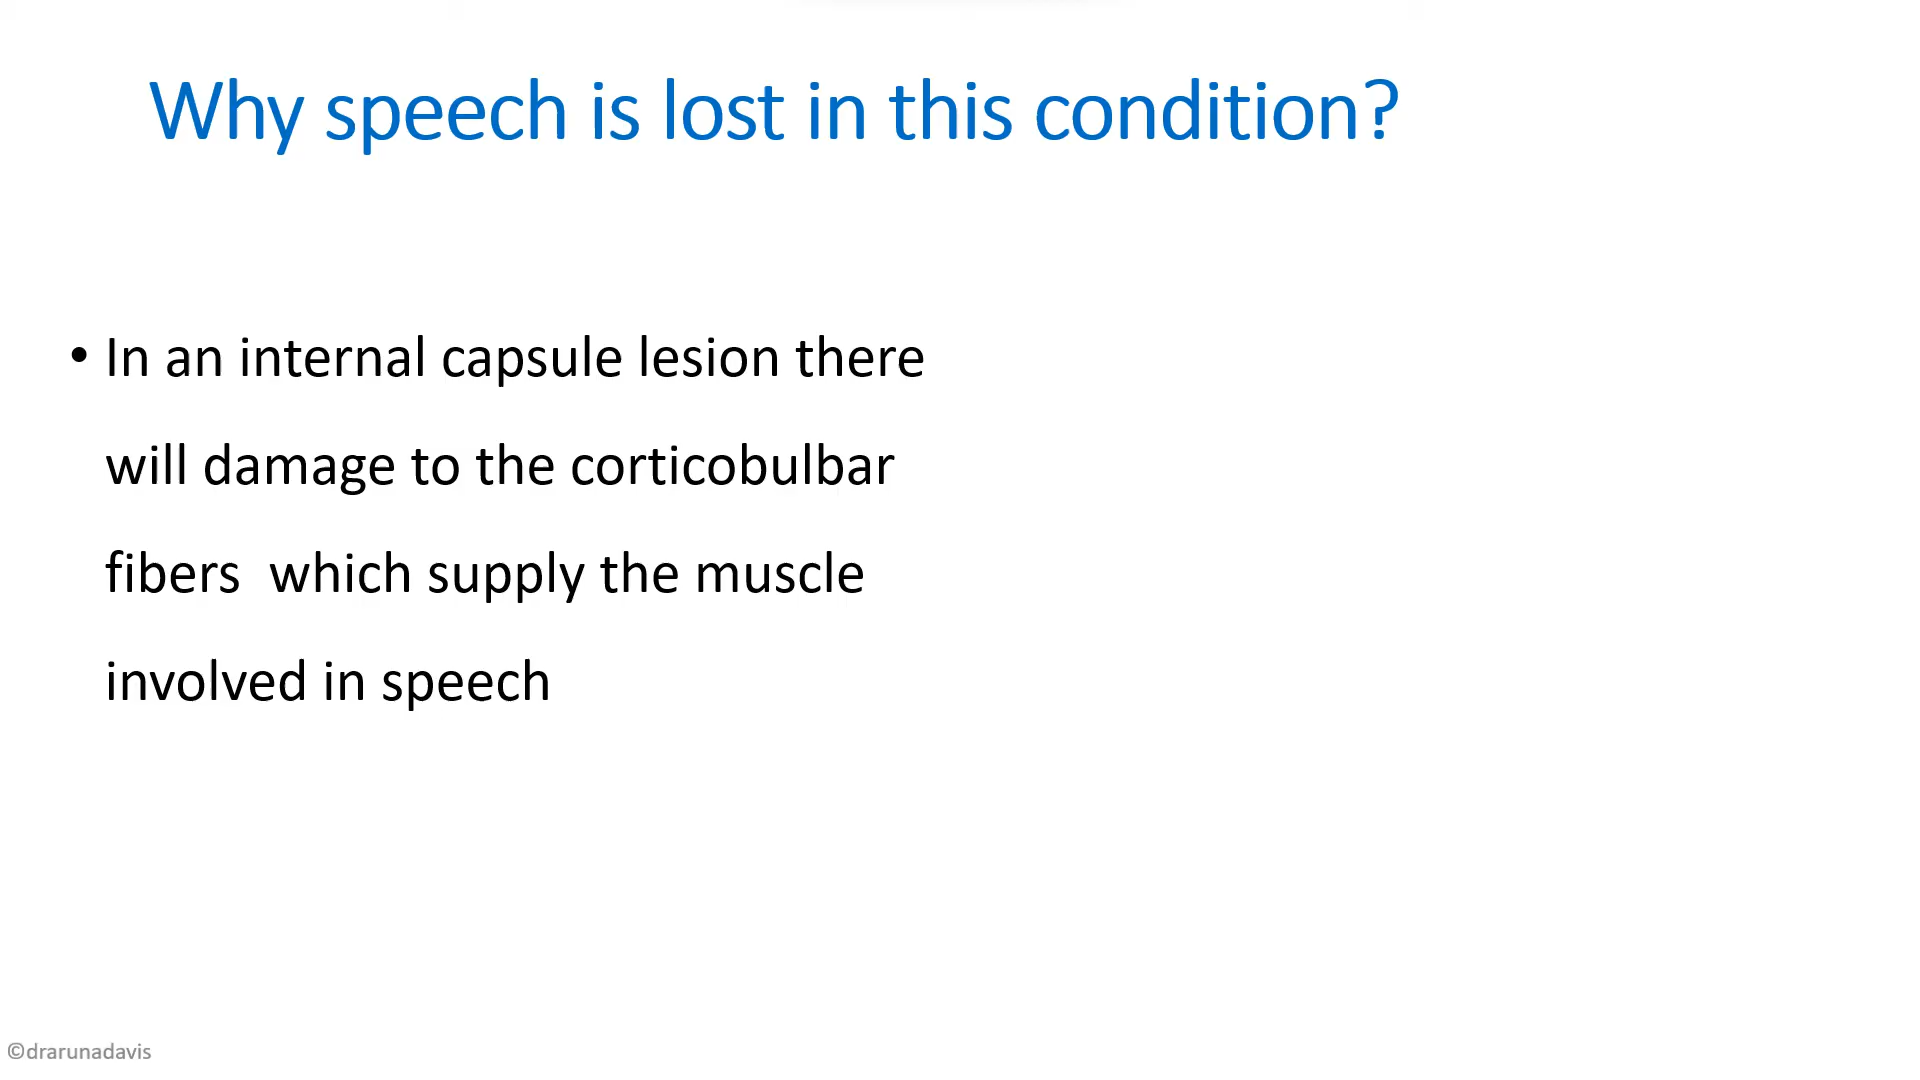 Why speech is lost in this condition?
• In an internal capsule lesion there
will damage to the corticobulbar
fibers  which supply the muscle
involved in speech
©drarunadavis